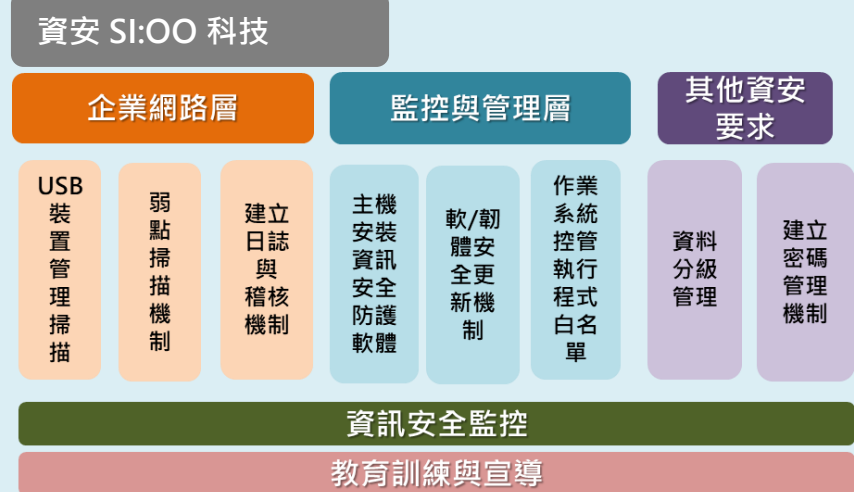 資安 SI:OO 科技
企業網路層
監控與管理層
其他資安
要求
USB
裝
置
管
理
掃
描
弱
點
掃
描
機
制
建立
日誌
與
稽核
機制
主機
安裝
資訊
安全
防護
軟體
軟/韌
體安
全更
新機
制
作業
系統
控管
執行
程式
白名
單
資料
分級
管理
建立
密碼
管理
機制
資訊安全監控
教育訓練與宣導